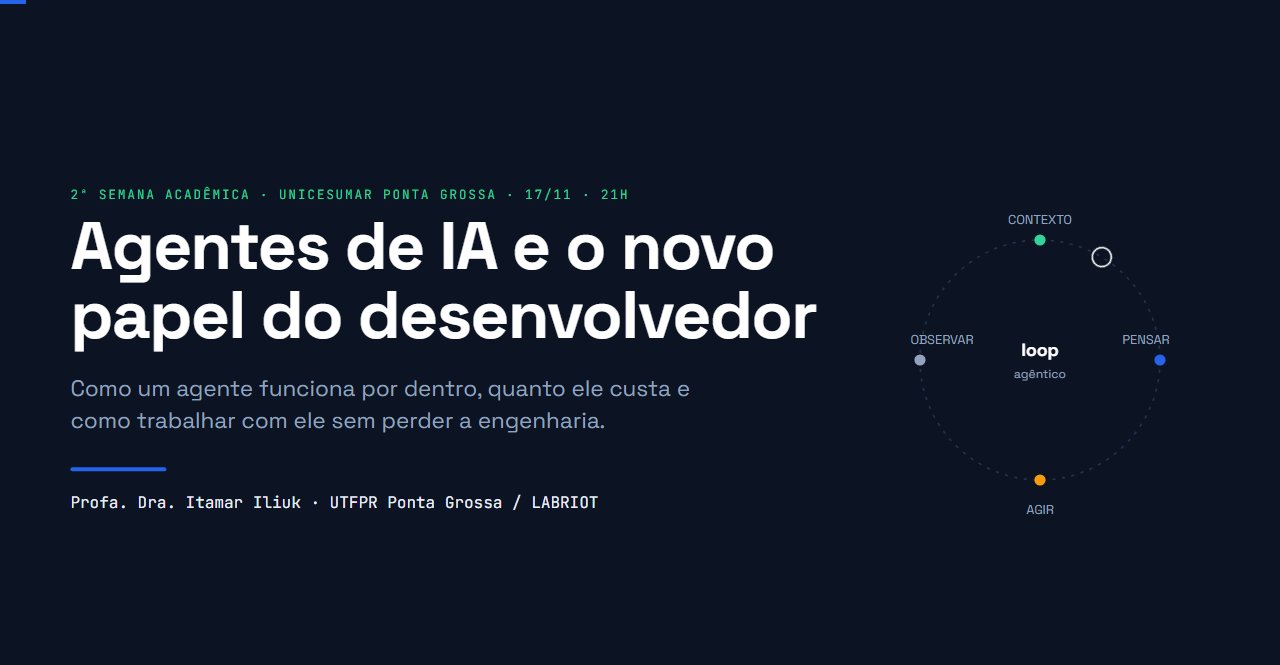 2ª SEMANA ACADÊMICA · UNICESUMAR PONTA GROSSA · 17/11 · 21H
Agentes de IA e o novo
papel do desenvolvedor
Como um agente funciona por dentro, quanto ele custa e
como trabalhar com ele sem perder a engenharia.
Profa. Dra. Itamar Iliuk · UTFPR Ponta Grossa / LABRIOT
CONTEXTO
OBSERVAR
PENSAR
loop
agêntico
AGIR